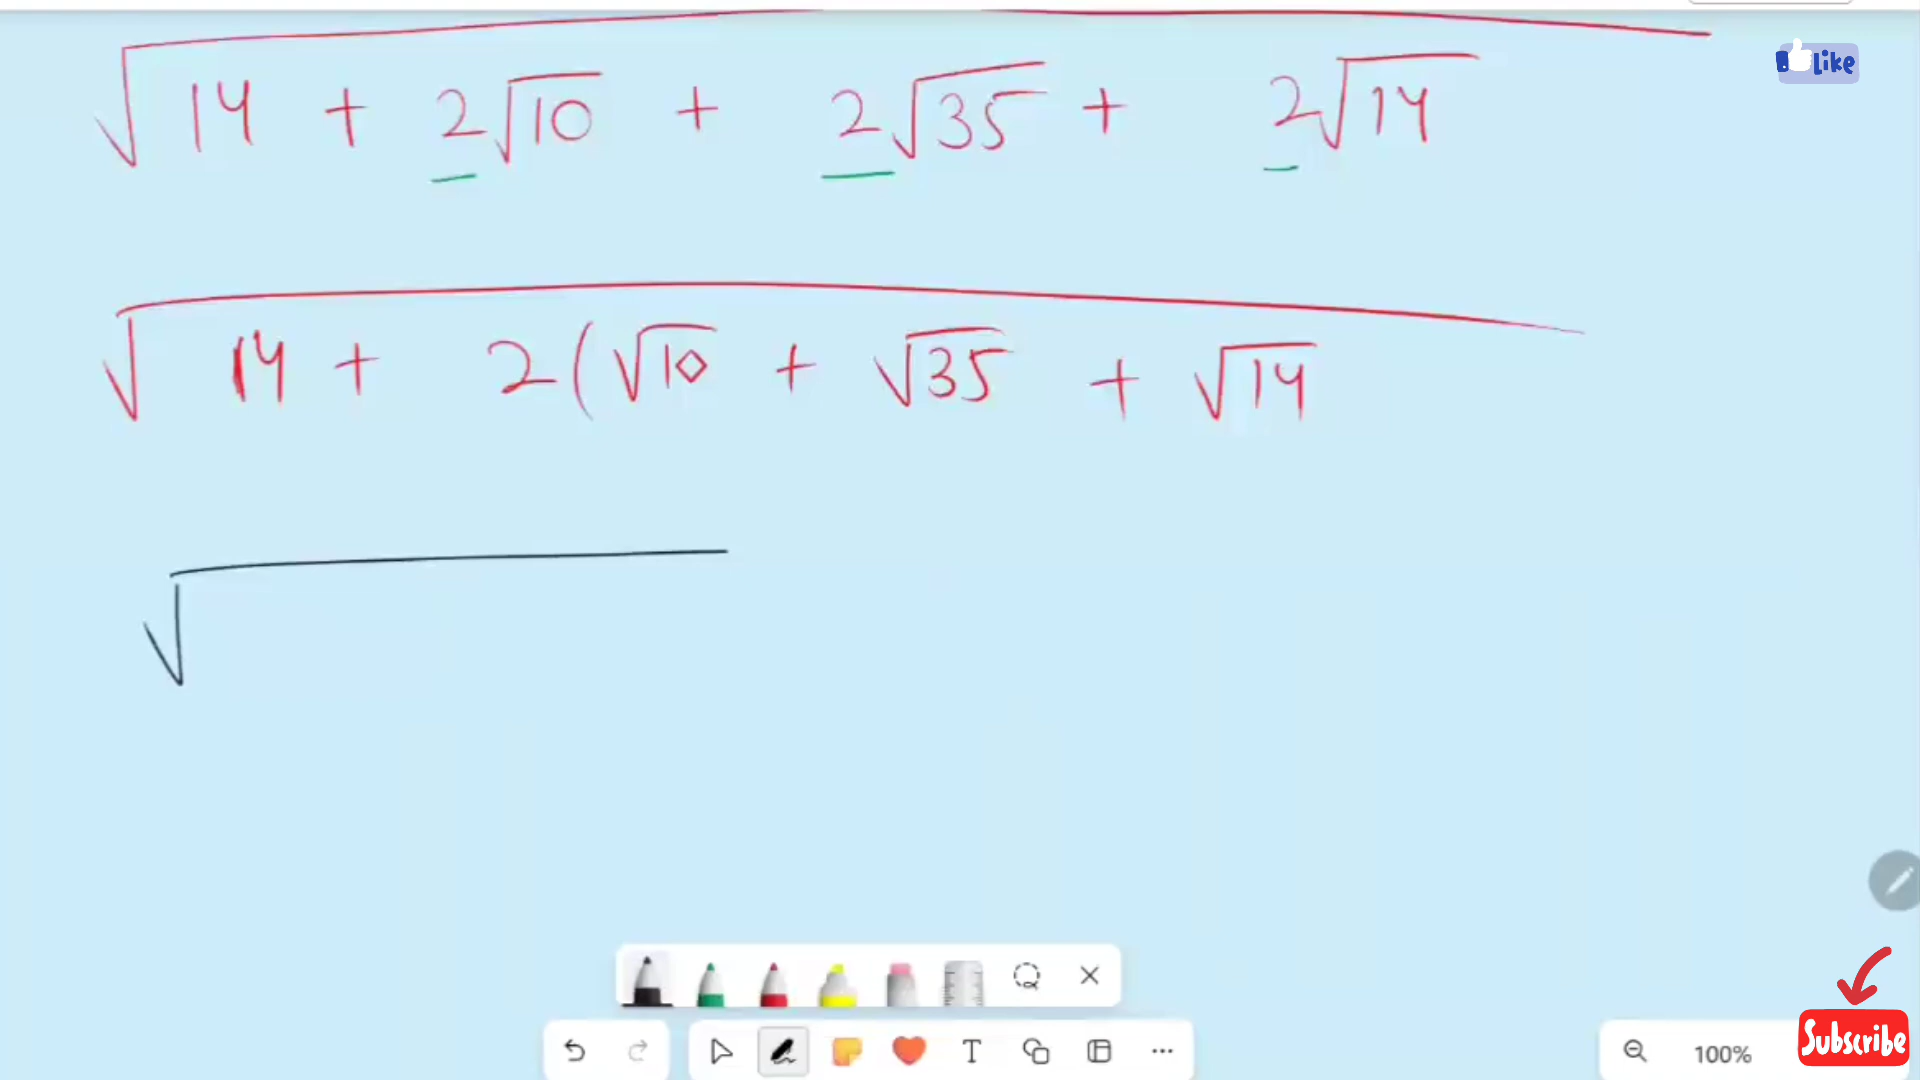 Like
√14 + 2√10 + 2√35 + 2√14
√14 + 2(√10 + √35 + √14
√
T
100%
Subscribe